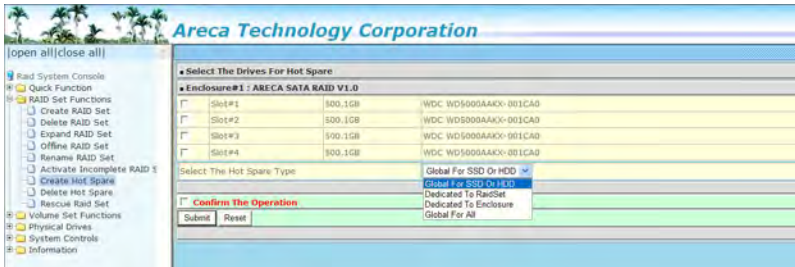 Areca Technology Corporation
|open all|close all|
Raid System Console
Quick Function
RAID Set Functions
Create RAID Set
Delete RAID Set
Expand RAID Set
Offline RAID Set
Rename RAID Set
Activate Incomplete RAID S
Create Hot Spare
Delete Hot Spare
Rescue Raid Set
Volume Set Functions
Physical Drives
System Controls
Information
Select The Drives For Hot Spare
Enclosure#1 : ARECA SATA RAID V1.0
Slot#1 500.1GB WDC WD5000AAKX-001CA0
Slot#2 500.1GB WDC WD5000AAKX-001CA0
Slot#3 500.1GB WDC WD5000AAKX-001CA0
Slot#4 500.1GB WDC WD5000AAKX-001CA0
Select The Hot Spare Type Global For SSD Or HDD
Global For SSD Or HDD
Dedicated To RaidSet
Dedicated To Enclosure
Global For All
Confirm The Operation
Submit Reset